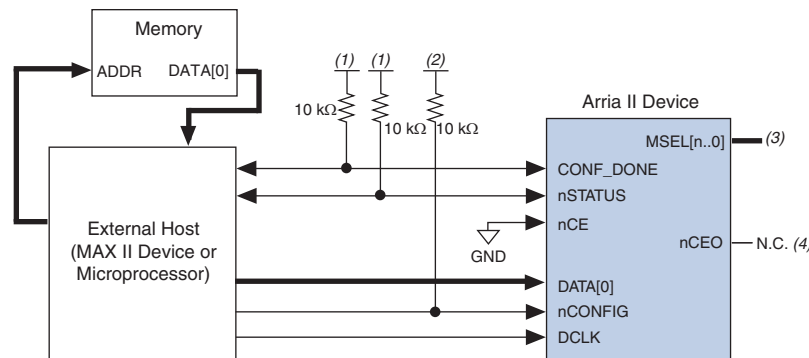 Memory
ADDR DATA[0]
(1) (1) (2)
10 kΩ 10 kΩ 10 kΩ
Arria II Device
MSEL[n..0] (3)
CONF_DONE
nSTATUS
nCE
GND
nCEO N.C. (4)
External Host
(MAX II Device or
Microprocessor)
DATA[0]
nCONFIG
DCLK